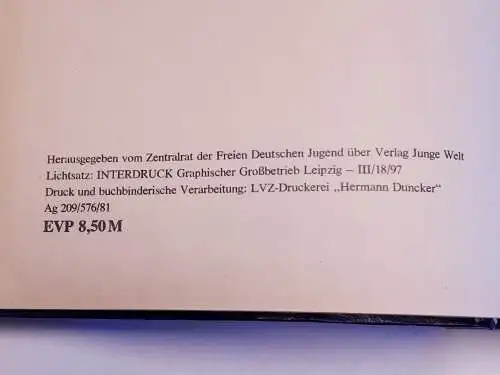 Herausgegeben vom Zentralrat der Freien Deutschen Jugend über Verlag Junge Welt
Lichtsatz: INTERDRUCK Graphischer Großbetrieb Leipzig – III/18/97
Druck und buchbinderische Verarbeitung: LVZ-Druckerei „Hermann Duncker“
Ag 209/576/81
EVP 8,50 M